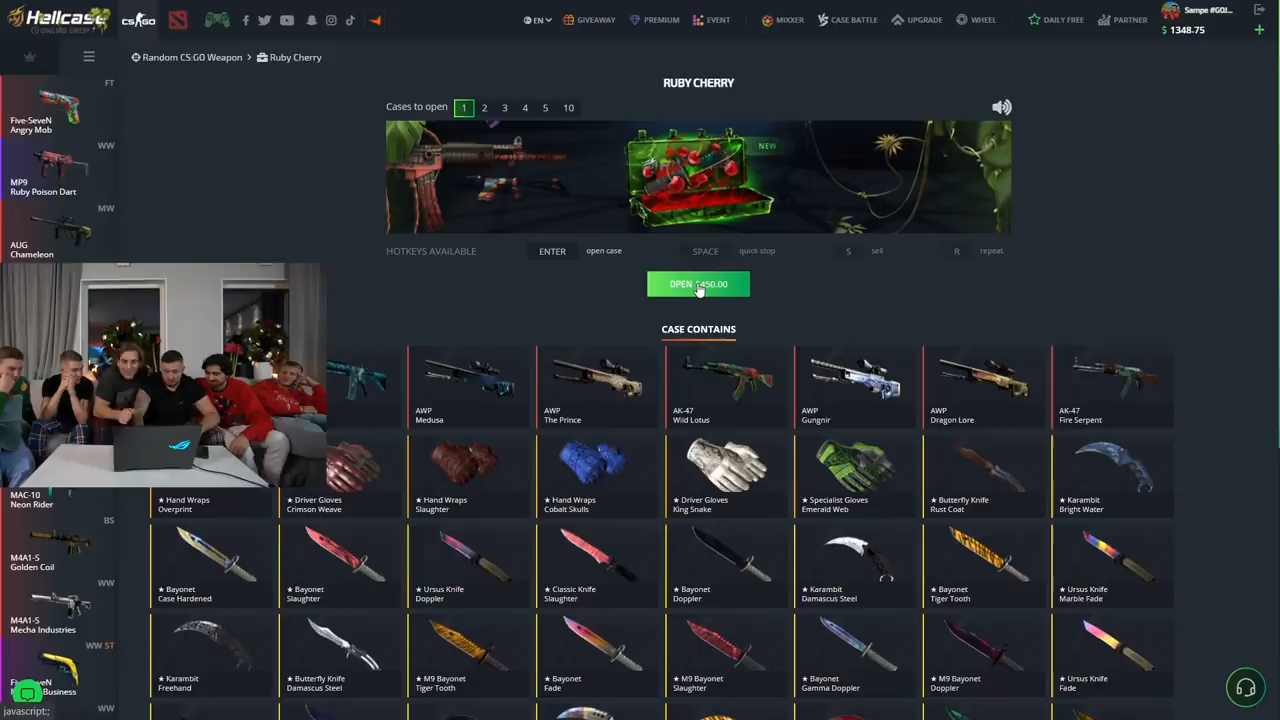 Hellcase
ONLINE DROP
CS:GO
EN
GIVEAWAY
PREMIUM
EVENT
MIXXER
CASE BATTLE
UPGRADE
WHEEL
DAILY FREE
PARTNER
Sampe #GOJ...
$ 1348.75
Random CS:GO Weapon > Ruby Cherry
RUBY CHERRY
Cases to open 1 2 3 4 5 10
NEW
HOTKEYS AVAILABLE ENTER open case SPACE quick stop S sell R repeat
OPEN $450.00
CASE CONTAINS
FT
Five-SeveN
Angry Mob
WW
MP9
Ruby Poison Dart
MW
AUG
Chameleon
MAC-10
Neon Rider
BS
M4A1-S
Golden Coil
WW
M4A1-S
Mecha Industries
WW ST
Business
WW
javascript:;
AWP
Medusa
AWP
The Prince
AK-47
Wild Lotus
AWP
Gungnir
AWP
Dragon Lore
AK-47
Fire Serpent
★ Hand Wraps
Overprint
★ Driver Gloves
Crimson Weave
★ Hand Wraps
Slaughter
★ Hand Wraps
Cobalt Skulls
★ Driver Gloves
King Snake
★ Specialist Gloves
Emerald Web
★ Butterfly Knife
Rust Coat
★ Karambit
Bright Water
★ Bayonet
Case Hardened
★ Bayonet
Slaughter
★ Ursus Knife
Doppler
★ Classic Knife
Slaughter
★ Bayonet
Doppler
★ Karambit
Damascus Steel
★ Bayonet
Tiger Tooth
★ Ursus Knife
Marble Fade
★ Karambit
Freehand
★ Butterfly Knife
Damascus Steel
★ M9 Bayonet
Tiger Tooth
★ Bayonet
Fade
★ M9 Bayonet
Slaughter
★ Bayonet
Gamma Doppler
★ M9 Bayonet
Doppler
★ Ursus Knife
Fade